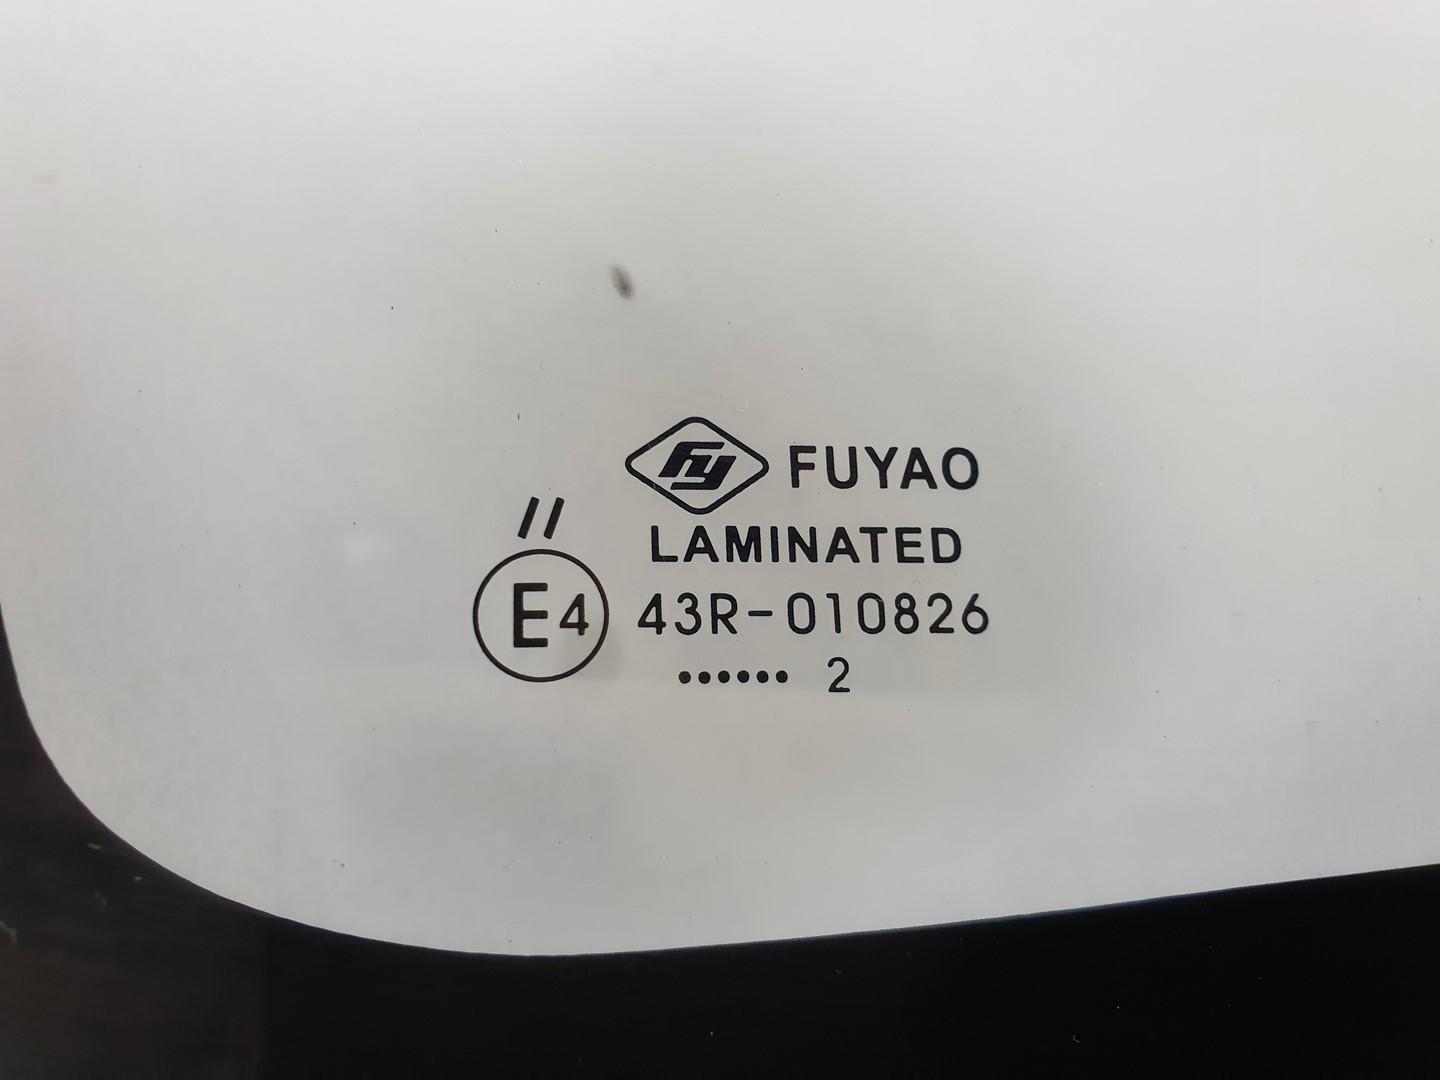 fy FUYAO
//
LAMINATED
E4 43R-010826
•••••• 2